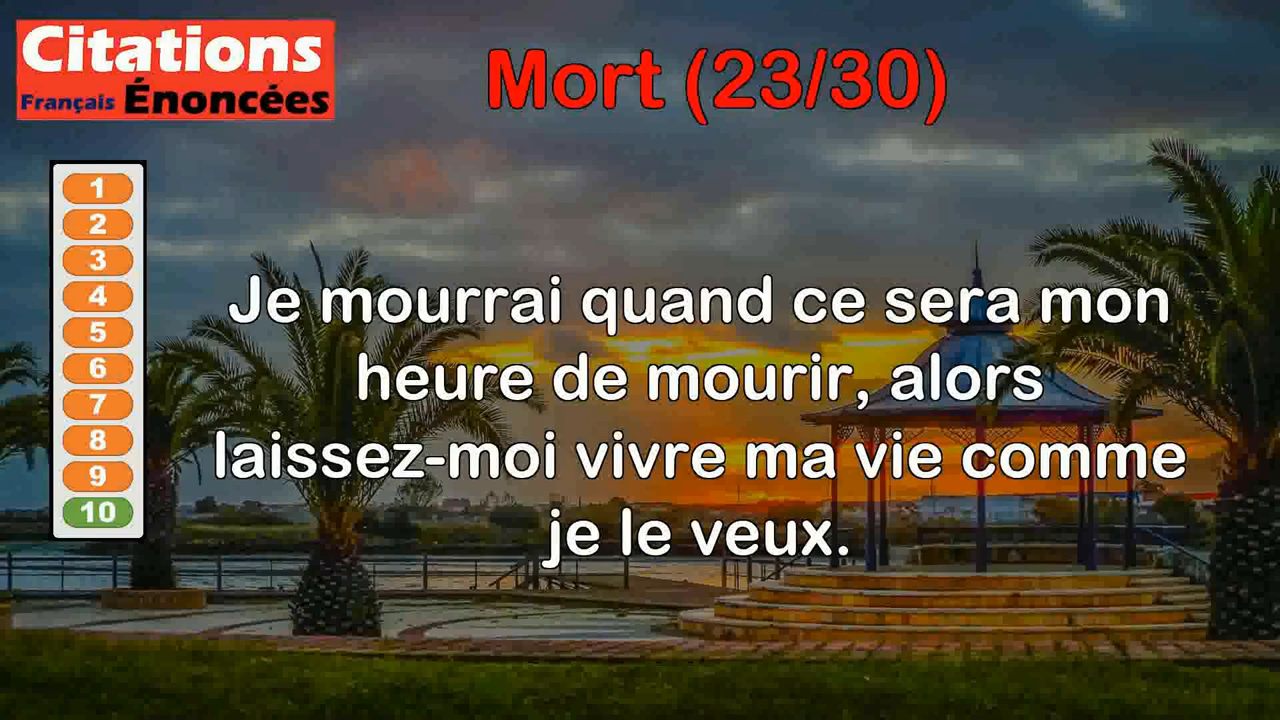 Citations
Français Énoncées
Mort (23/30)
1
2
3
4
5
6
7
8
9
10
Je mourrai quand ce sera mon
heure de mourir, alors
laissez-moi vivre ma vie comme
je le veux.